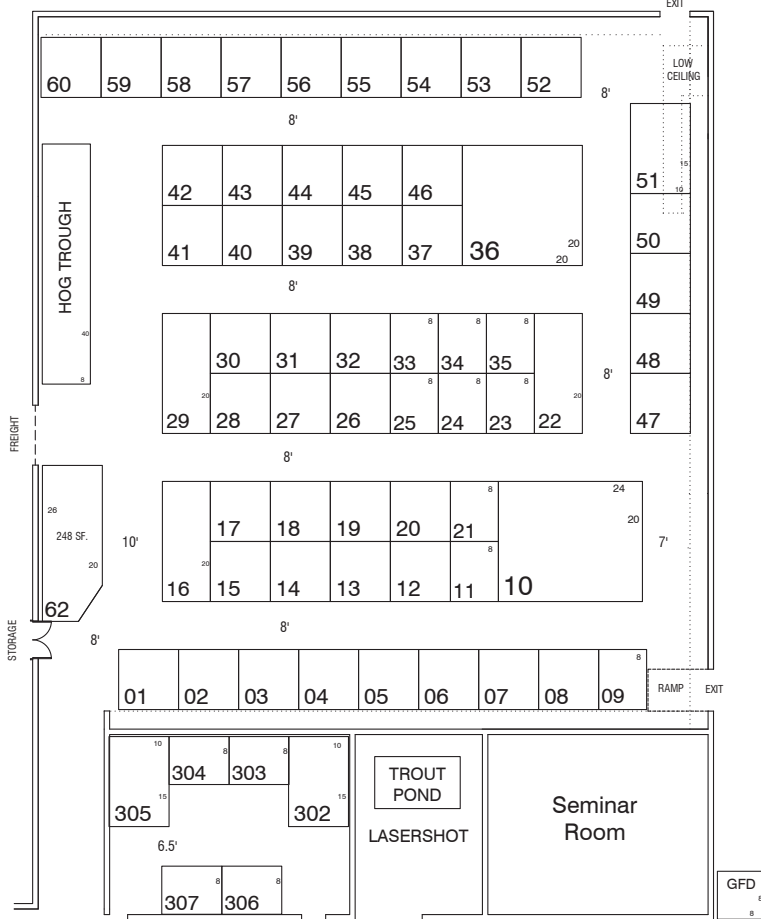 EXIT
60 59 58 57 56 55 54 53 52
LOW
CEILING
8'
8'
15
10
51
42 43 44 45 46
41 40 39 38 37 36
20
20
50
HOG TROUGH
40
8
8'
49
48
47
30 31 32 33 34 35
8 8 8
29 28 27 26 25 24 23 22
20 8 8 8 20
8'
FREIGHT
8'
26
248 SF.
20
62
10'
17 18 19 20 21
8
24
20
7'
16 15 14 13 12 11 10
20 8
STORAGE
8'
8'
01 02 03 04 05 06 07 08 09
8
RAMP
EXIT
10 8 8 10
304 303
305 302
15 15
TROUT
POND
LASERSHOT
Seminar
Room
6.5'
8 8
307 306
GFD
8
8